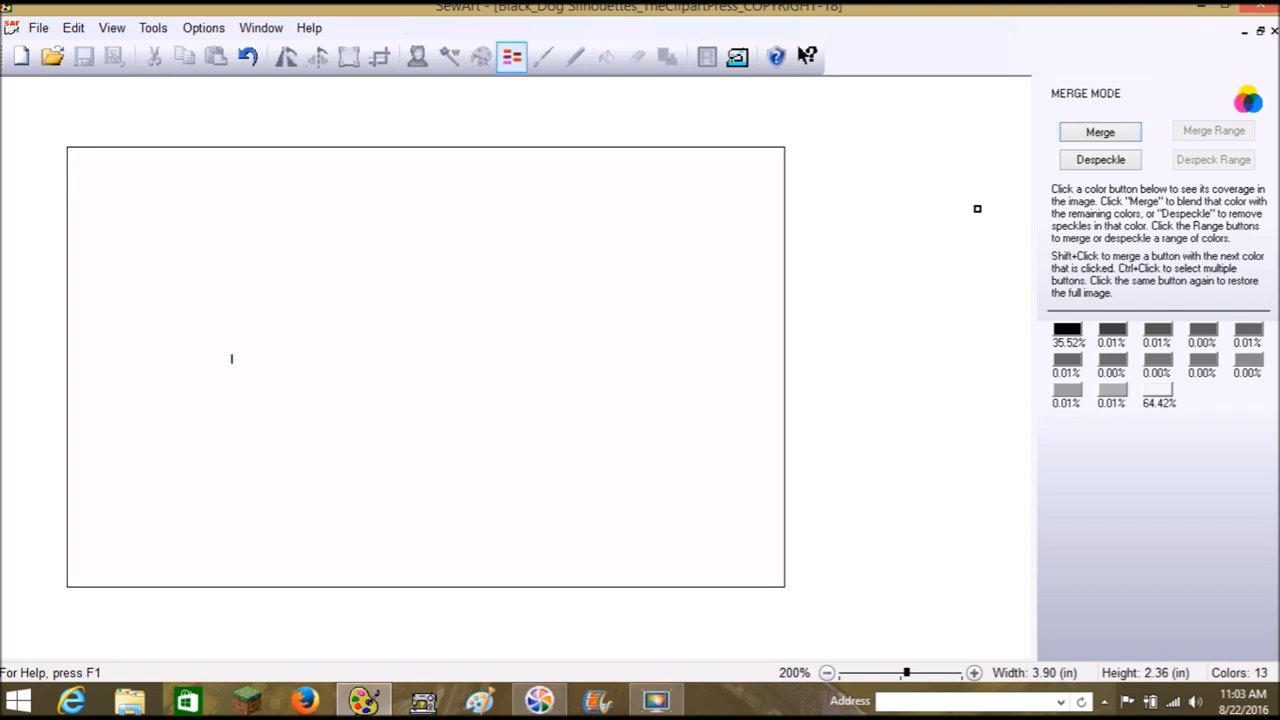 SewArt - [Black_Dog Silhouettes_TheClipartPress_COPYRIGHT-18]
File Edit View Tools Options Window Help
MERGE MODE
Merge Merge Range
Despeckle Despeck Range
Click a color button below to see its coverage in
the image. Click "Merge" to blend that color with
the remaining colors, or "Despeckle" to remove
speckles in that color. Click the Range buttons
to merge or despeckle a range of colors.
Shift+Click to merge a button with the next color
that is clicked. Ctrl+Click to select multiple
buttons. Click the same button again to restore
the full image.
35.52% 0.01% 0.01% 0.00% 0.01%
0.01% 0.00% 0.00% 0.00% 0.00%
0.01% 0.01% 64.42%
For Help, press F1 200% Width: 3.90 (in) Height: 2.36 (in) Colors: 13
Address 11:03 AM
8/22/2016